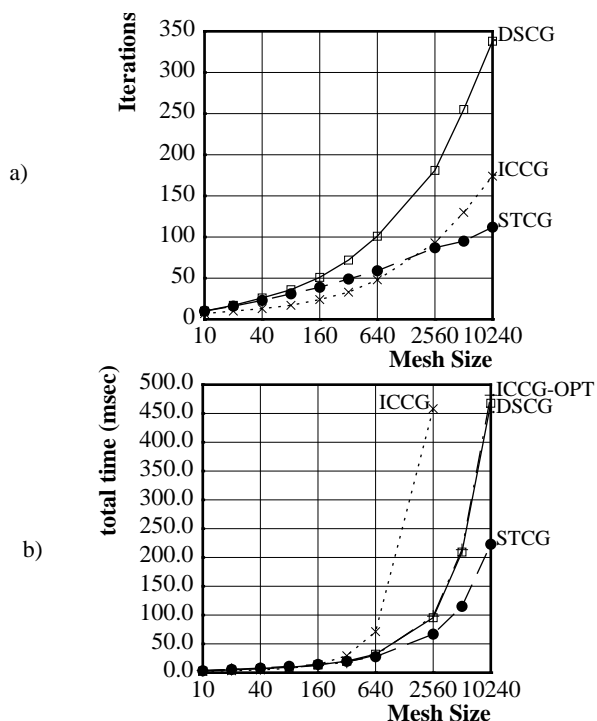 a)
Iterations
350
300
250
200
150
100
50
0
DSCG
ICCG
STCG
10 40 160 640 2560 10240
Mesh Size
b)
total time (msec)
500.0
450.0
400.0
350.0
300.0
250.0
200.0
150.0
100.0
50.0
0.0
ICCG
ICCG-OPT
DSCG
STCG
10 40 160 640 2560 10240
Mesh Size